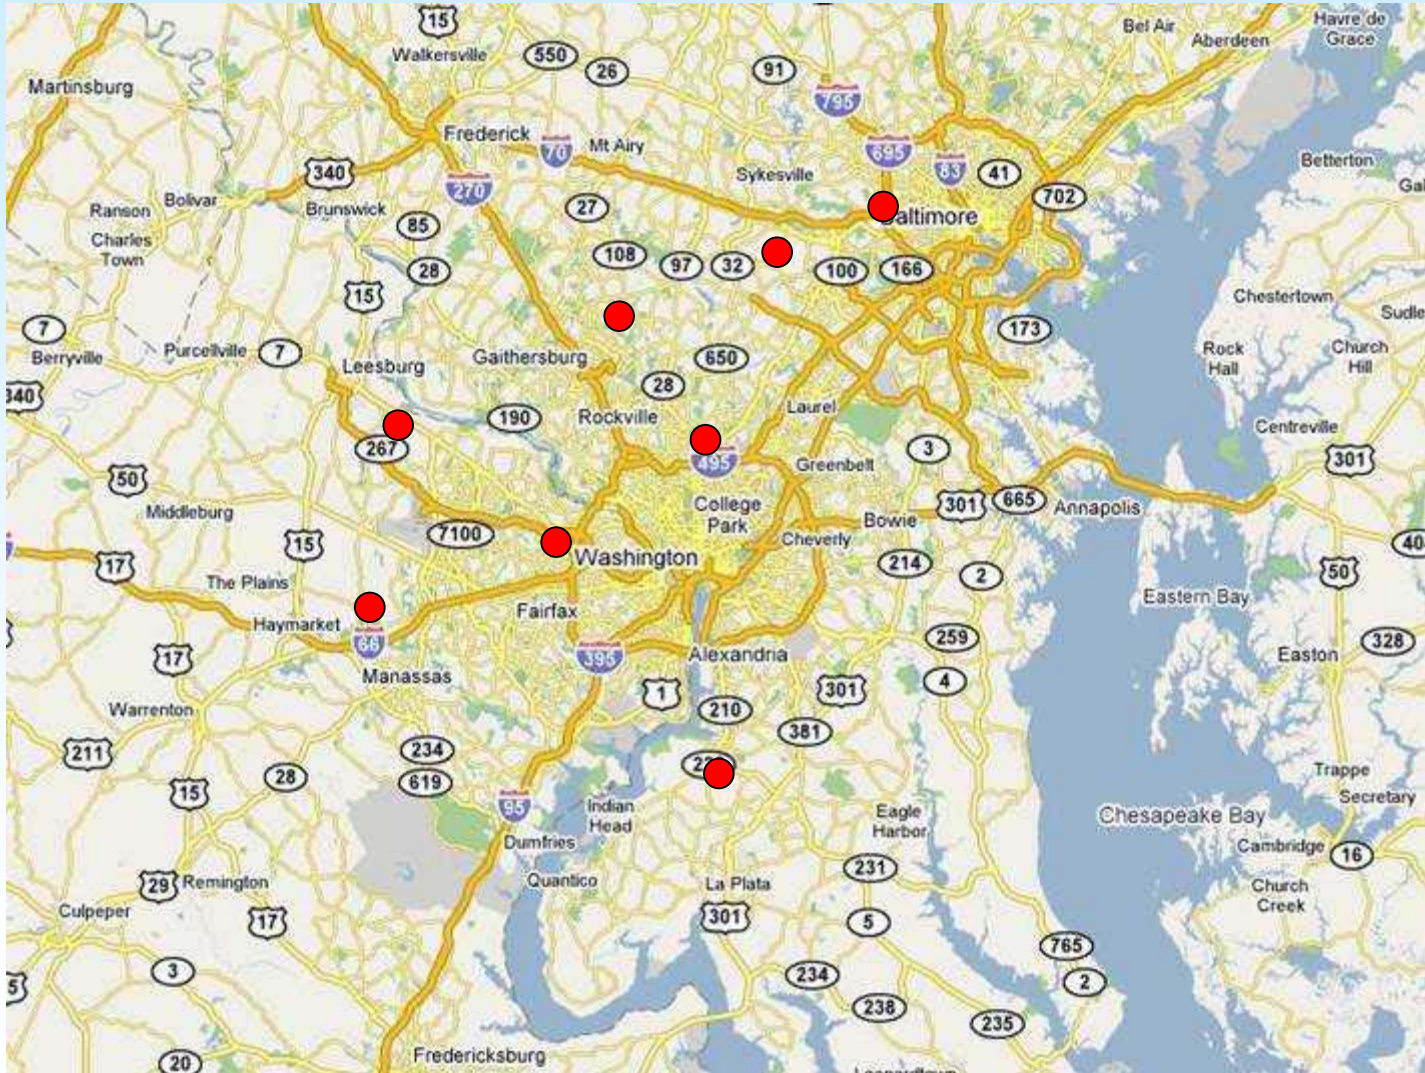 15
Havre de
Grace
Bel Air
Aberdeen
Walkersville
550
26
91
795
Martinsburg
Frederick
70
Mt Airy
695
83
41
Betterton
340
270
Sykesville
702
Bolivar
Ranson
Brunswick
27
85
altimore
Charles
Town
108
97
32
100
166
28
15
Chestertown
7
173
Berryville
Purcellville
7
Leesburg
Gaithersburg
650
Rock
Hall
Church
Hill
28
340
190
Rockville
Laurel
Centreville
267
495
Greenbelt
3
301
50
Middleburg
College
Park
301
665
Annapolis
7100
Bowie
15
Cheverly
Washington
17
The Plains
214
2
50
Fairfax
Eastern Bay
Haymarket
66
259
328
17
395
Alexandria
Easton
Manassas
1
301
4
Warrenton
210
381
211
234
28
619
15
Trappe
95
Indian
Head
Eagle
Harbor
Secretary
Chesapeake Bay
Dumfries
Cambridge
16
231
29
Remington
Quantico
La Plata
Church
Creek
Culpeper
17
301
5
765
3
234
2
238
235
20
Fredericksburg